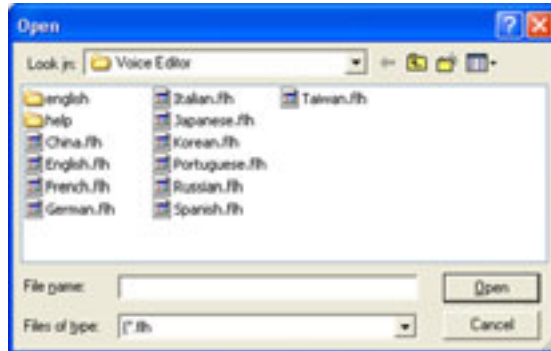 Open
Look in: Voice Editor
english
help
China.flh
English.flh
French.flh
German.flh
Italian.flh
Japanese.flh
Korean.flh
Portuguese.flh
Russian.flh
Spanish.flh
Taiwan.flh
File name:
Open
Files of type: (*.flh
Cancel